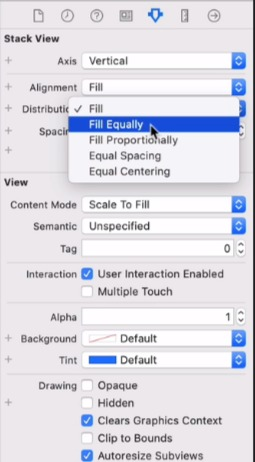 Stack View
Axis Vertical
Alignment Fill
Distributic ✓ Fill
Fill Equally
Spacin
Fill Proportionally
Equal Spacing
Equal Centering
View
Content Mode Scale To Fill
Semantic Unspecified
Tag 0
Interaction User Interaction Enabled
Multiple Touch
Alpha 1
Background Default
Tint Default
Drawing Opaque
Hidden
Clears Graphics Context
Clip to Bounds
Autoresize Subviews